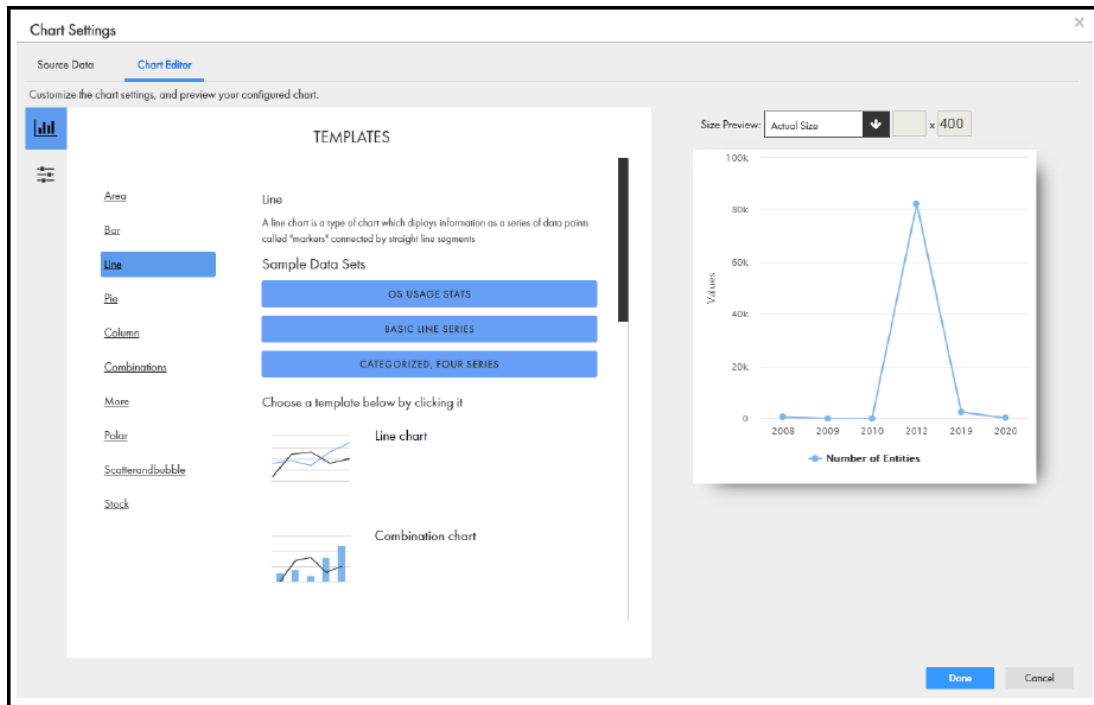 Chart Settings
×
Source Data
Chart Editor
Customize the chart settings, and preview your configured chart.
TEMPLATES
Area
Bar
Line
Pie
Column
Combinations
More
Polar
Scatterandbubble
Stock
Line
A line chart is a type of chart which diplays information as a series of data points
called "markers" connected by straight line segments
Sample Data Sets
OS USAGE STATS
BASIC LINE SERIES
CATEGORIZED, FOUR SERIES
Choose a template below by clicking it
Line chart
Combination chart
Size Preview: Actual Size x 400
100k
80k
60k
40k
20k
0
Values
2008 2009 2010 2012 2019 2020
Number of Entities
Done
Cancel